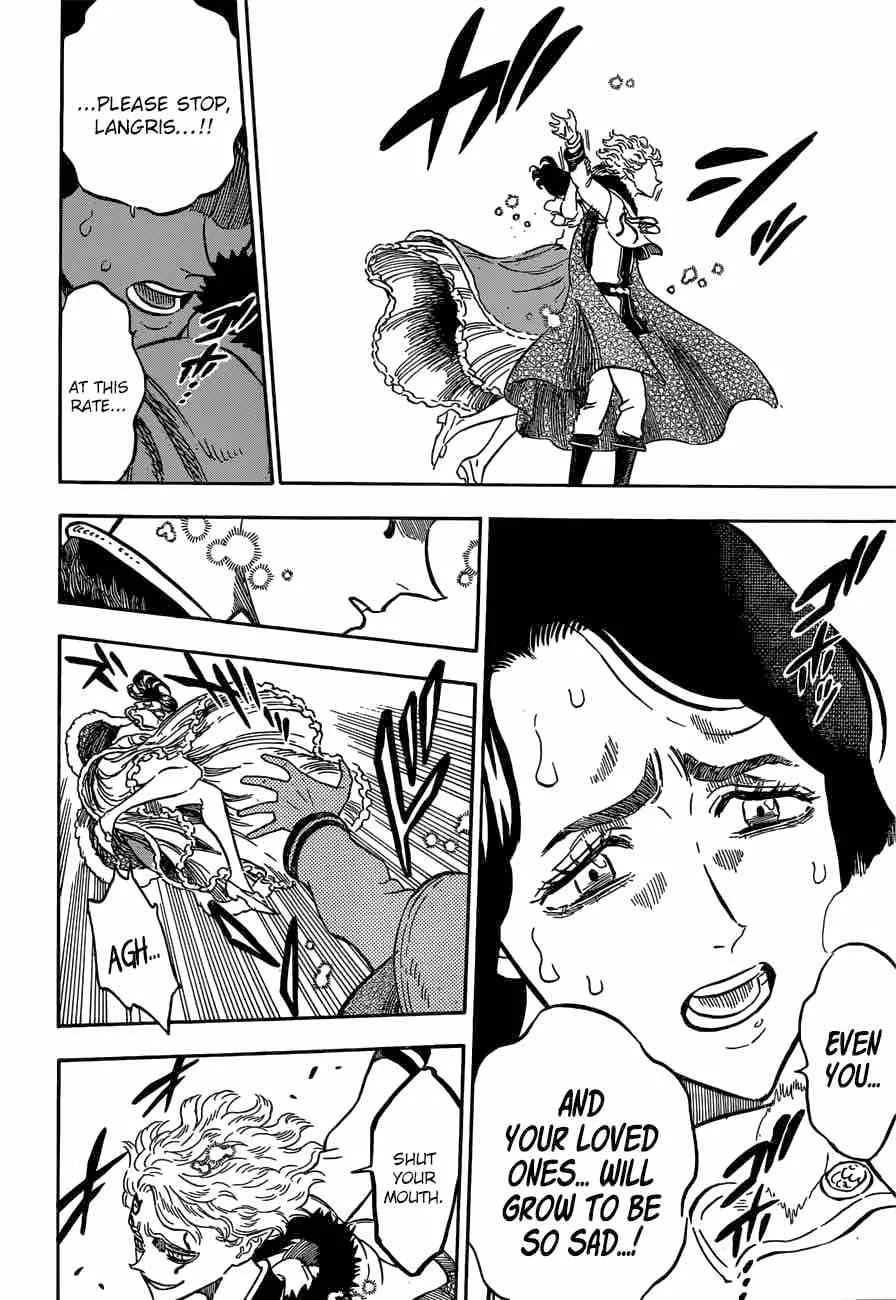 ...PLEASE STOP,
LANGRIS...!!
AT THIS
RATE...
EVEN
YOU...
AND
YOUR LOVED
ONES... WILL
GROW TO BE
SO SAD...!
AGH...
SHUT
YOUR
MOUTH.